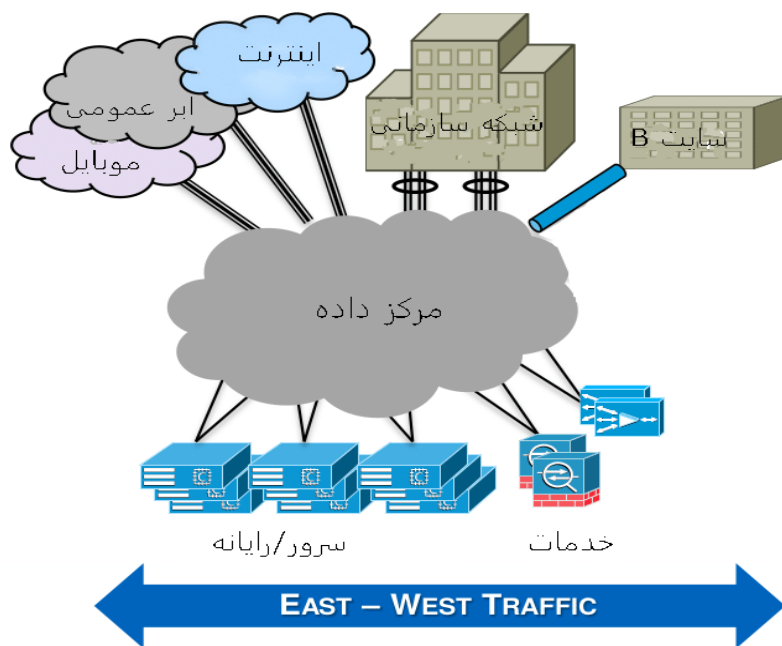 اینترنت
ابر عمومی
موبایل
شبکه سازمانی
سایت B
مرکز داده
سرور/رایانه
خدمات
EAST – WEST TRAFFIC